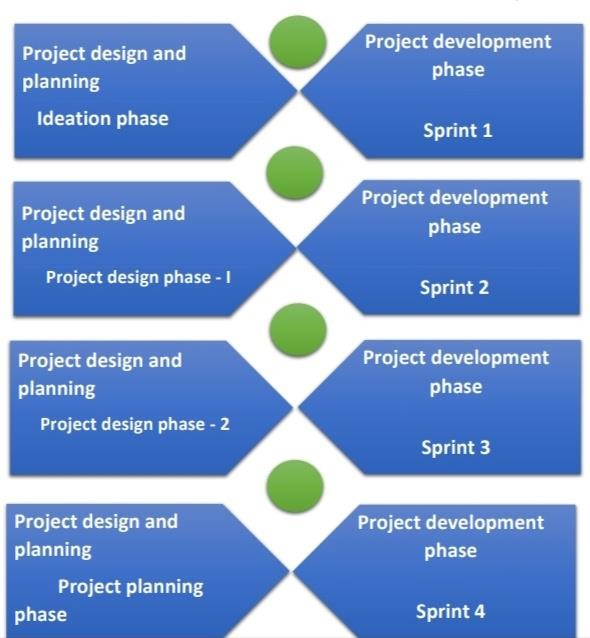 Project design and
planning
Ideation phase
Project development
phase
Sprint 1
Project design and
planning
Project design phase - I
Project development
phase
Sprint 2
Project design and
planning
Project design phase - 2
Project development
phase
Sprint 3
Project design and
planning
Project planning
phase
Project development
phase
Sprint 4